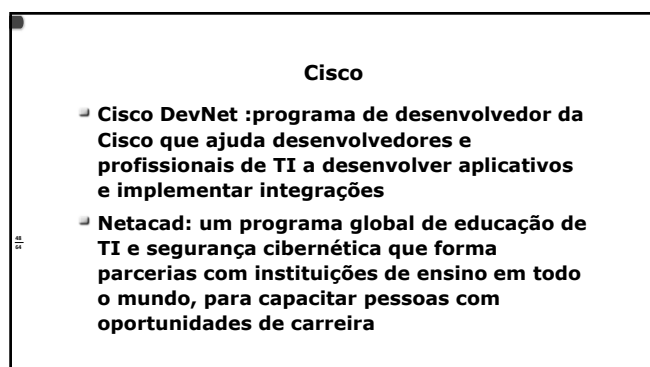 Cisco
Cisco DevNet :programa de desenvolvedor da
Cisco que ajuda desenvolvedores e
profissionais de TI a desenvolver aplicativos
e implementar integrações
Netacad: um programa global de educação de
TI e segurança cibernética que forma
parcerias com instituições de ensino em todo
o mundo, para capacitar pessoas com
oportunidades de carreira
48
64